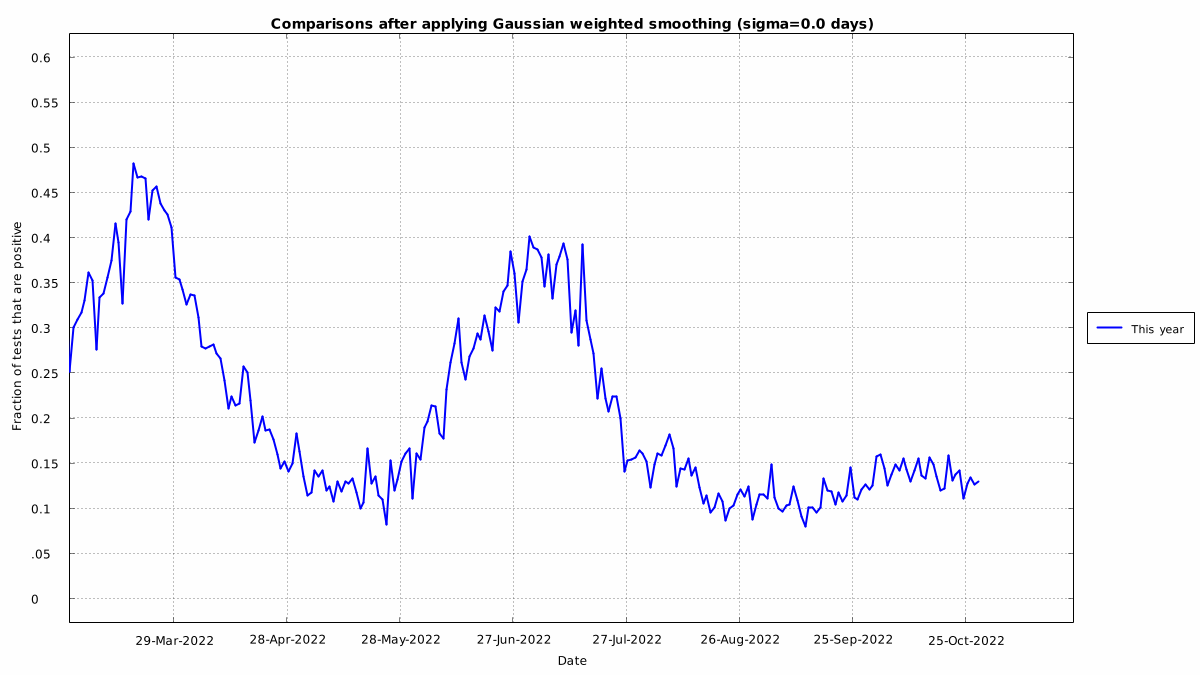 Comparisons after applying Gaussian weighted smoothing (sigma=0.0 days)
0.6
0.55
0.5
0.45
0.4
0.35
0.3
0.25
0.2
0.15
0.1
.05
0
Fraction of tests that are positive
29-Mar-2022
28-Apr-2022
28-May-2022
27-Jun-2022
27-Jul-2022
26-Aug-2022
25-Sep-2022
25-Oct-2022
Date
This year